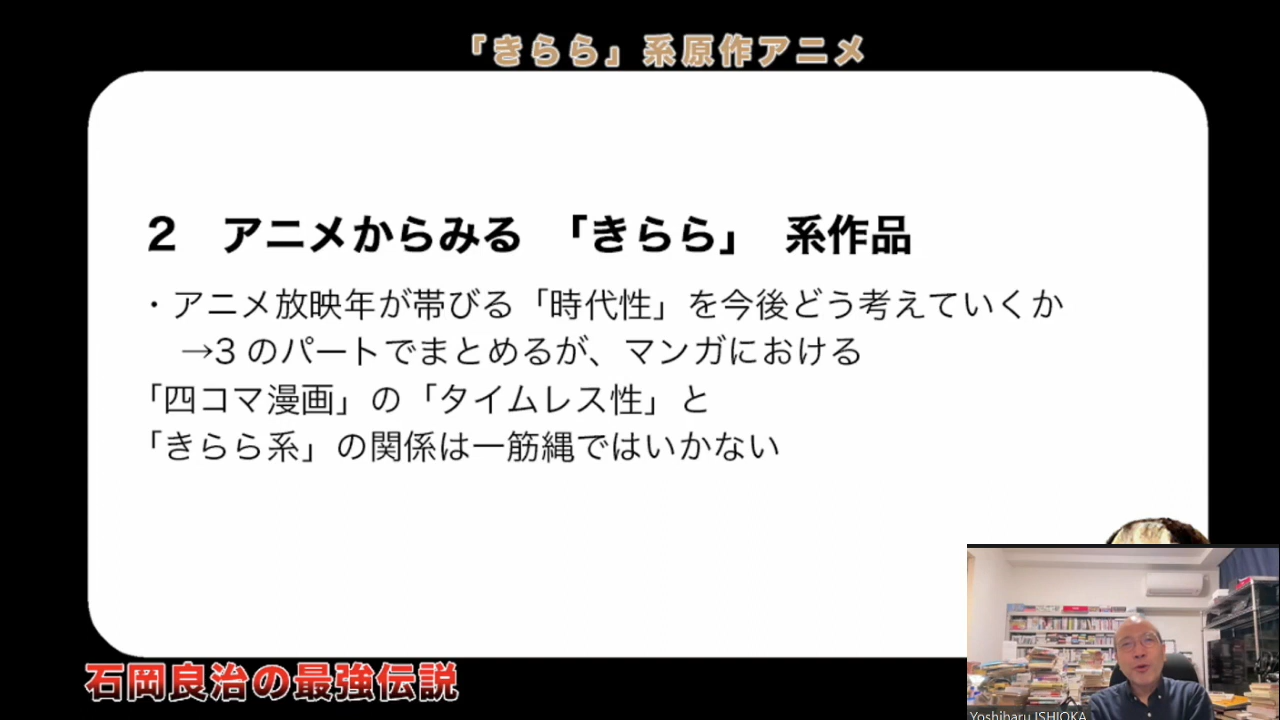 「きらら」系原作アニメ
2 アニメからみる 「きらら」 系作品
・アニメ放映年が帯びる「時代性」を今後どう考えていくか
→3 のパートでまとめるが、マンガにおける
「四コマ漫画」の「タイムレス性」と
「きらら系」の関係は一筋縄ではいかない
石岡良治の最強伝説
Yoshiharu ISHIOKA